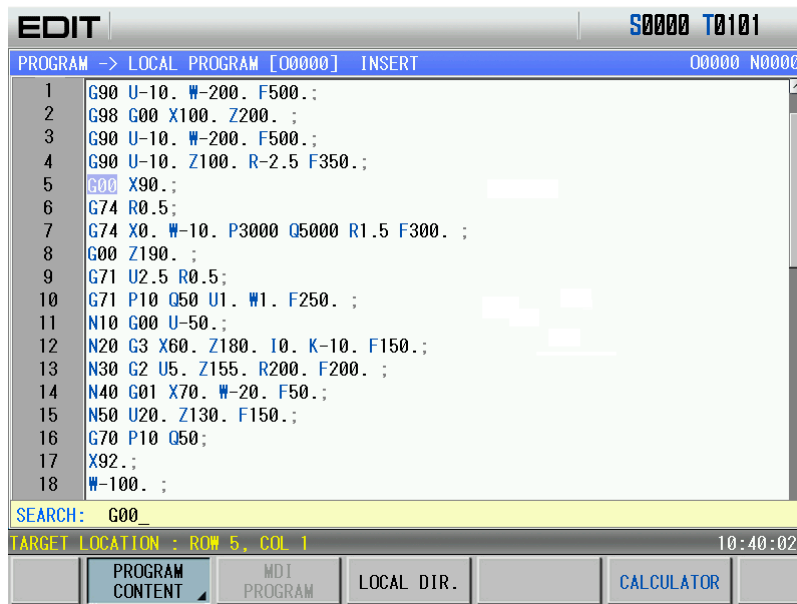 EDIT S0000 T0101
PROGRAM -> LOCAL PROGRAM [O0000] INSERT O0000 N0000
1 G90 U-10. W-200. F500.;
2 G98 G00 X100. Z200. ;
3 G90 U-10. W-200. F500.;
4 G90 U-10. Z100. R-2.5 F350.;
5 G00 X90.;
6 G74 R0.5;
7 G74 X0. W-10. P3000 Q5000 R1.5 F300. ;
8 G00 Z190. ;
9 G71 U2.5 R0.5;
10 G71 P10 Q50 U1. W1. F250. ;
11 N10 G00 U-50.;
12 N20 G3 X60. Z180. I0. K-10. F150.;
13 N30 G2 U5. Z155. R200. F200. ;
14 N40 G01 X70. W-20. F50.;
15 N50 U20. Z130. F150.;
16 G70 P10 Q50;
17 X92.;
18 W-100. ;
SEARCH: G00_
TARGET LOCATION : ROW 5, COL 1 10:40:02
PROGRAM CONTENT MDI PROGRAM LOCAL DIR. CALCULATOR